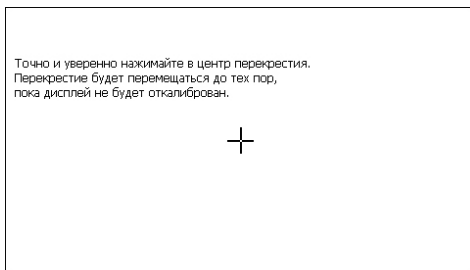 Точно и уверенно нажимайте в центр перекрестия.
Перекрестие будет перемещаться до тех пор,
пока дисплей не будет откалиброван.